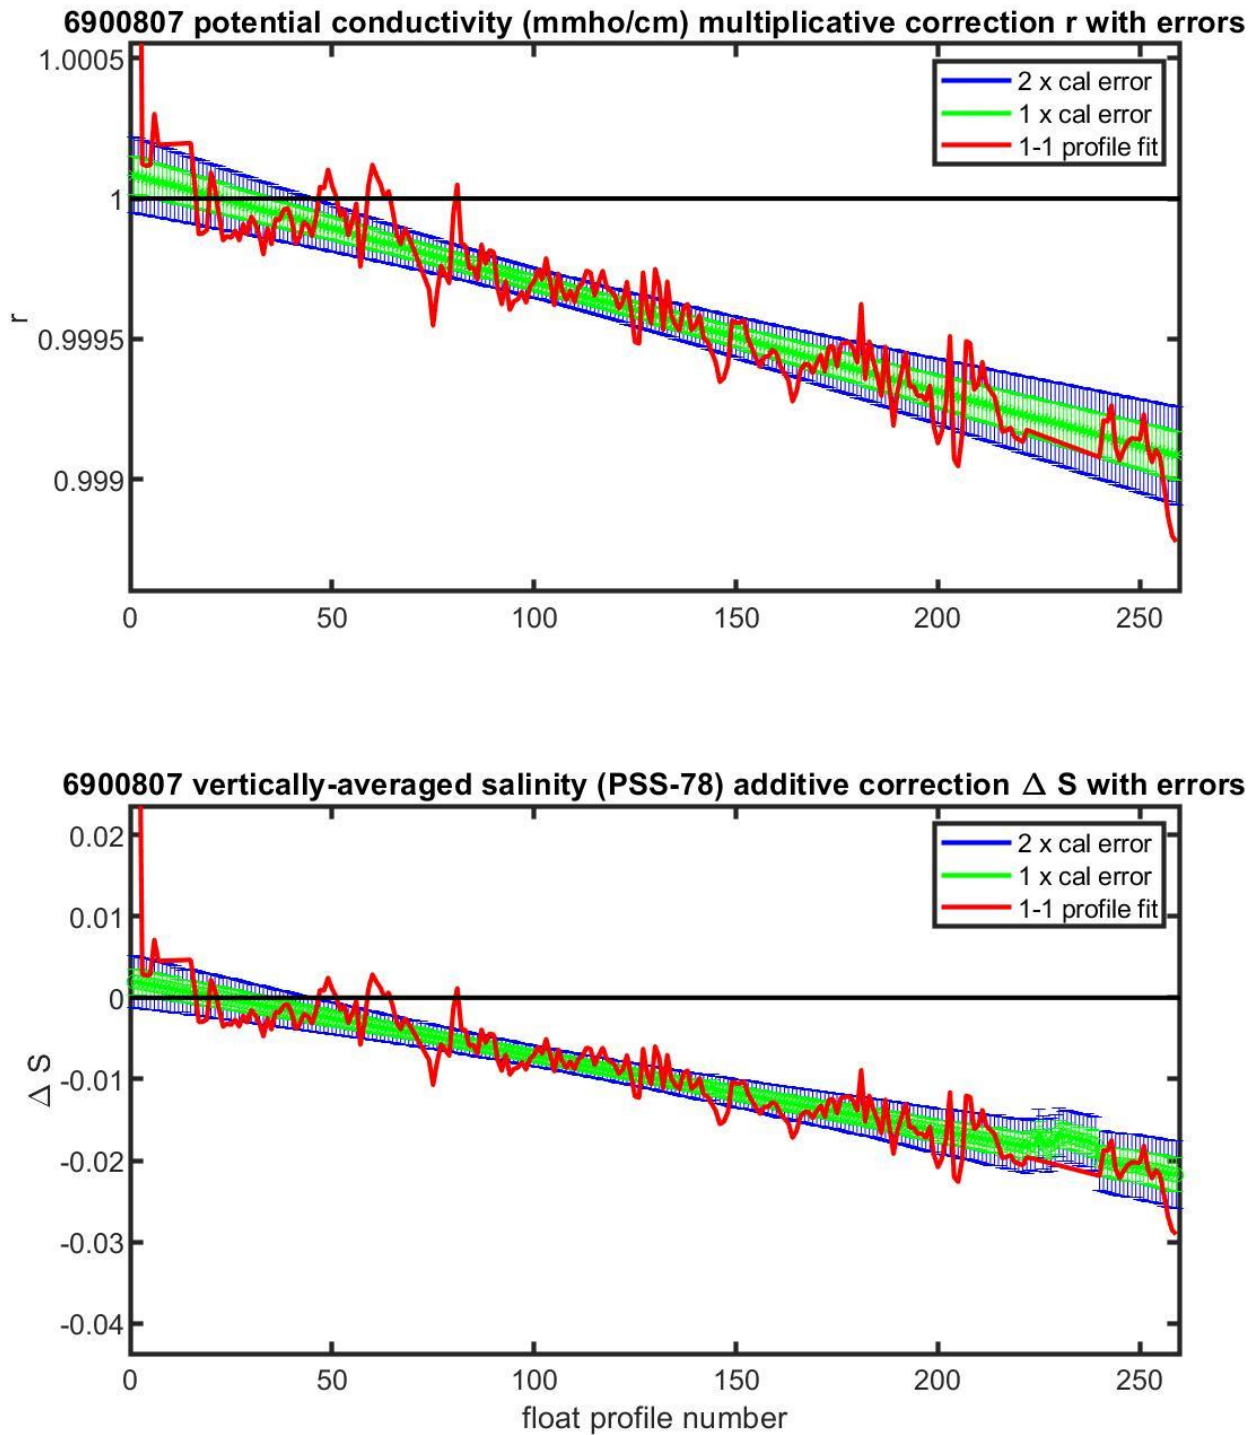 6900807 potential conductivity (mmho/cm) multiplicative correction r with errors
1.0005
1
0.9995
0.999
r
2 x cal error
1 x cal error
1-1 profile fit
0 50 100 150 200 250
6900807 vertically-averaged salinity (PSS-78) additive correction Δ S with errors
0.02
0.01
0
-0.01
-0.02
-0.03
-0.04
Δ S
2 x cal error
1 x cal error
1-1 profile fit
0 50 100 150 200 250
float profile number